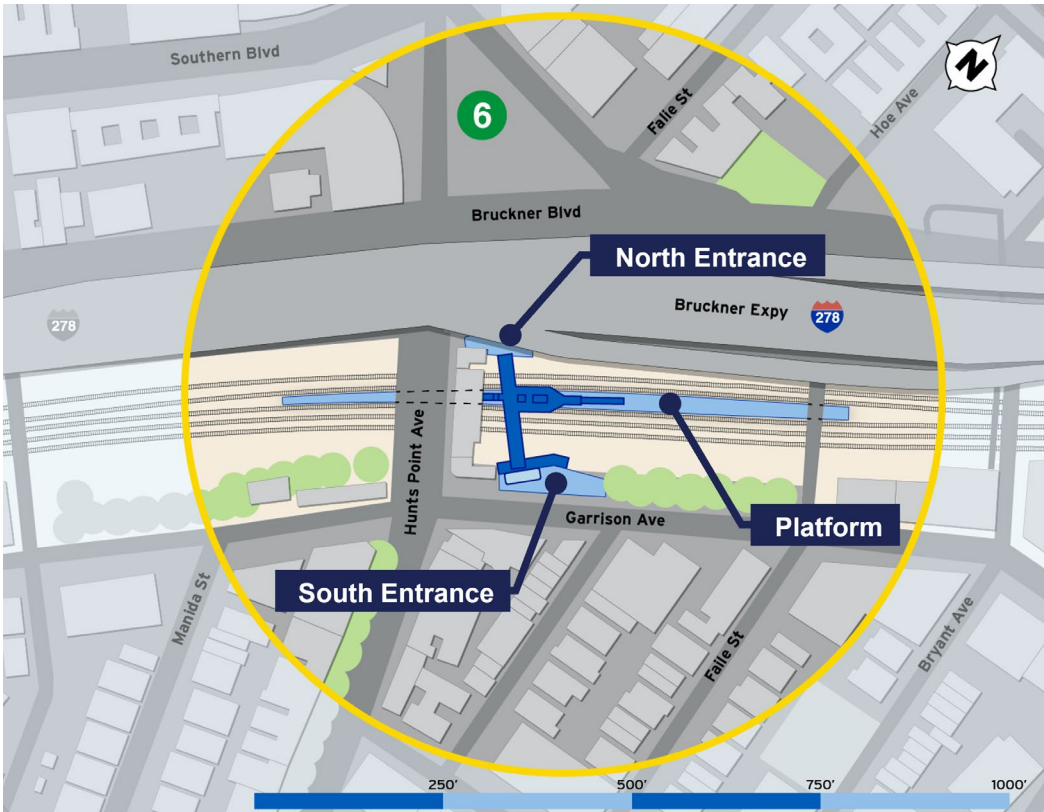 Southern Blvd
6
N
Faile St
Hoe Ave
Bruckner Blvd
North Entrance
Bruckner Expy
278
278
Hunts Point Ave
Garrison Ave
Platform
South Entrance
Manida St
Faile St
Bryant Ave
250'
500'
750'
1000'